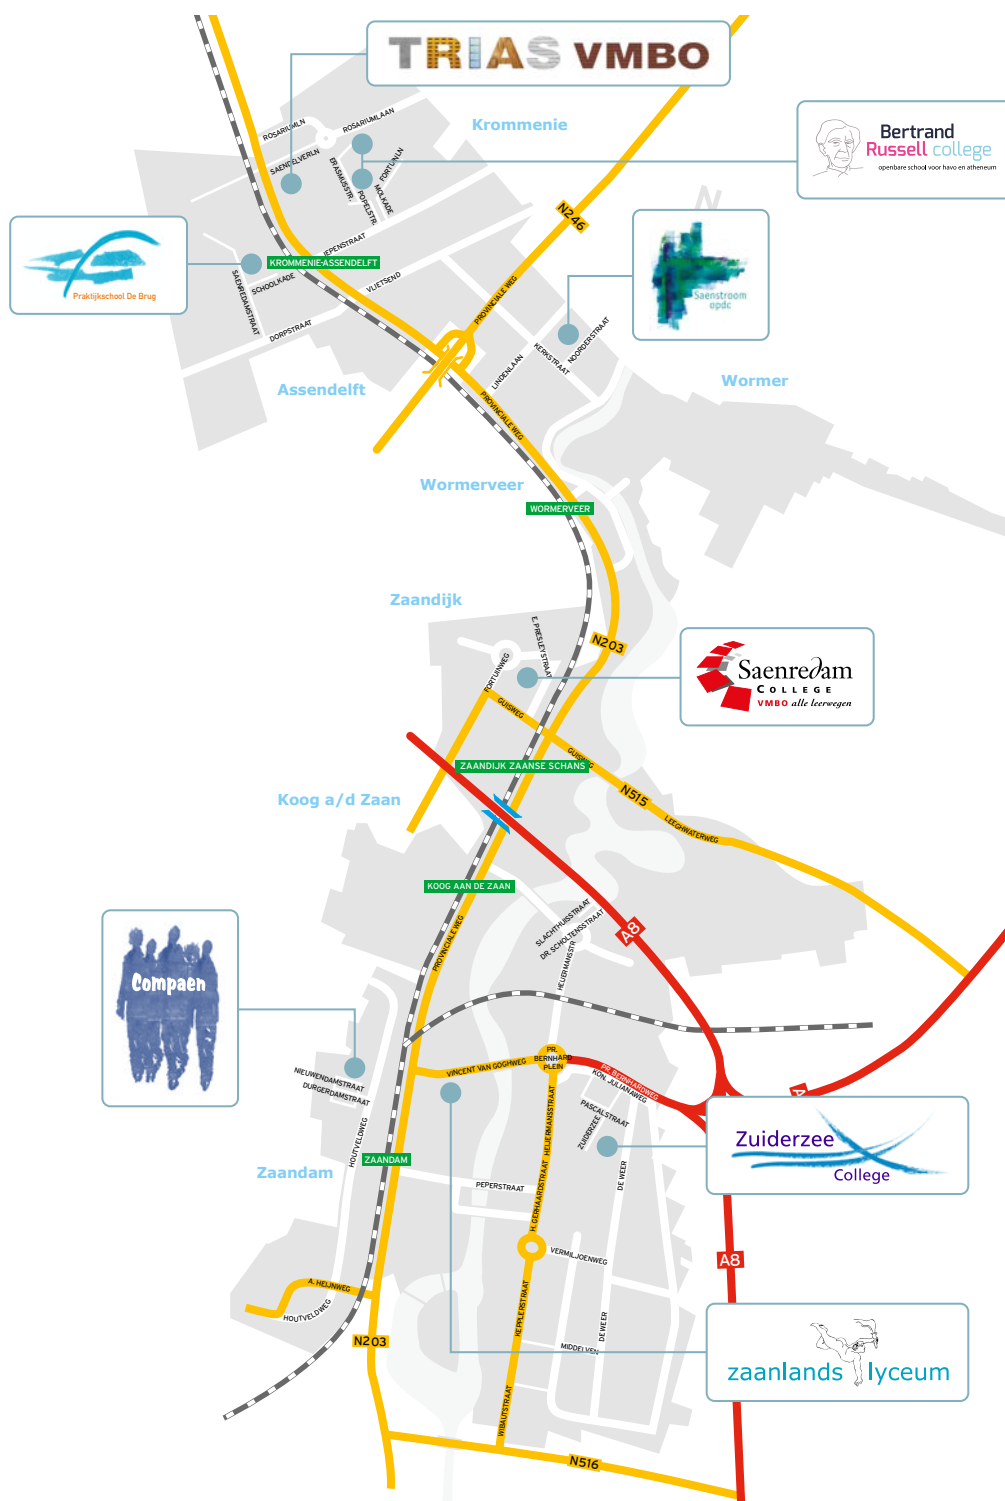 TRIAS VMBO
Krommenie
Bertrand
Russell college
openbare school voor havo en atheneum
ROSARIUMLN
ROSARIUMLAAN
SAENDELVERLN
ERASMUSSTR.
POPELSTR.
MOLKADE
FORTUNLN
N246
N
Praktijkschool De Brug
KROMMENIE-ASSENDELFT
IEPENSTRAAT
SCHOOLKADE
SAENREDAMSTRAAT
VLIETSEND
DORPSTRAAT
PROVINCIALE WEG
Saenstroom
opdc
NOORDERSTRAAT
KERKSTRAAT
LINDENLAAN
Assendelft
Wormer
PROVINCIALE WEG
Wormerveer
WORMERVEER
Zaandijk
E. PRESLEYSTRAAT
N203
FORTUINWEG
GUISWEG
Saenredam
COLLEGE
VMBO alle leerwegen
GUISWEG
ZAANDIJK ZAANSE SCHANS
N515
LEEGHWATERWEG
Koog a/d Zaan
KOOG AAN DE ZAAN
PROVINCIALE WEG
SLACHTHUISSTRAAT
DR. SCHOLTENSSTRAAT
HEIJERMANSSTR
A8
Compaen
NIEUWENDAMSTRAAT
DURGERDAMSTRAAT
VINCENT VAN GOGHWEG
PR.
BERNHARD
PLEIN
PR. BERNHARDWEG
KON. JULIANAWEG
PASCALSTRAAT
ZUIDERZEE
HEIJERMANSSTRAAT
HOUTVELDWEG
Zuiderzee
College
ZAANDAM
Zaandam
PEPERSTRAAT
DE WEER
H. GERHARDSTRAAT
VERMILJOENWEG
A8
A. HEIJNWEG
HOUTVELDWEG
N203
KEPPLERSTRAAT
DE WEER
MIDDELVEN
zaanlands lyceum
WIBAUTSTRAAT
N516